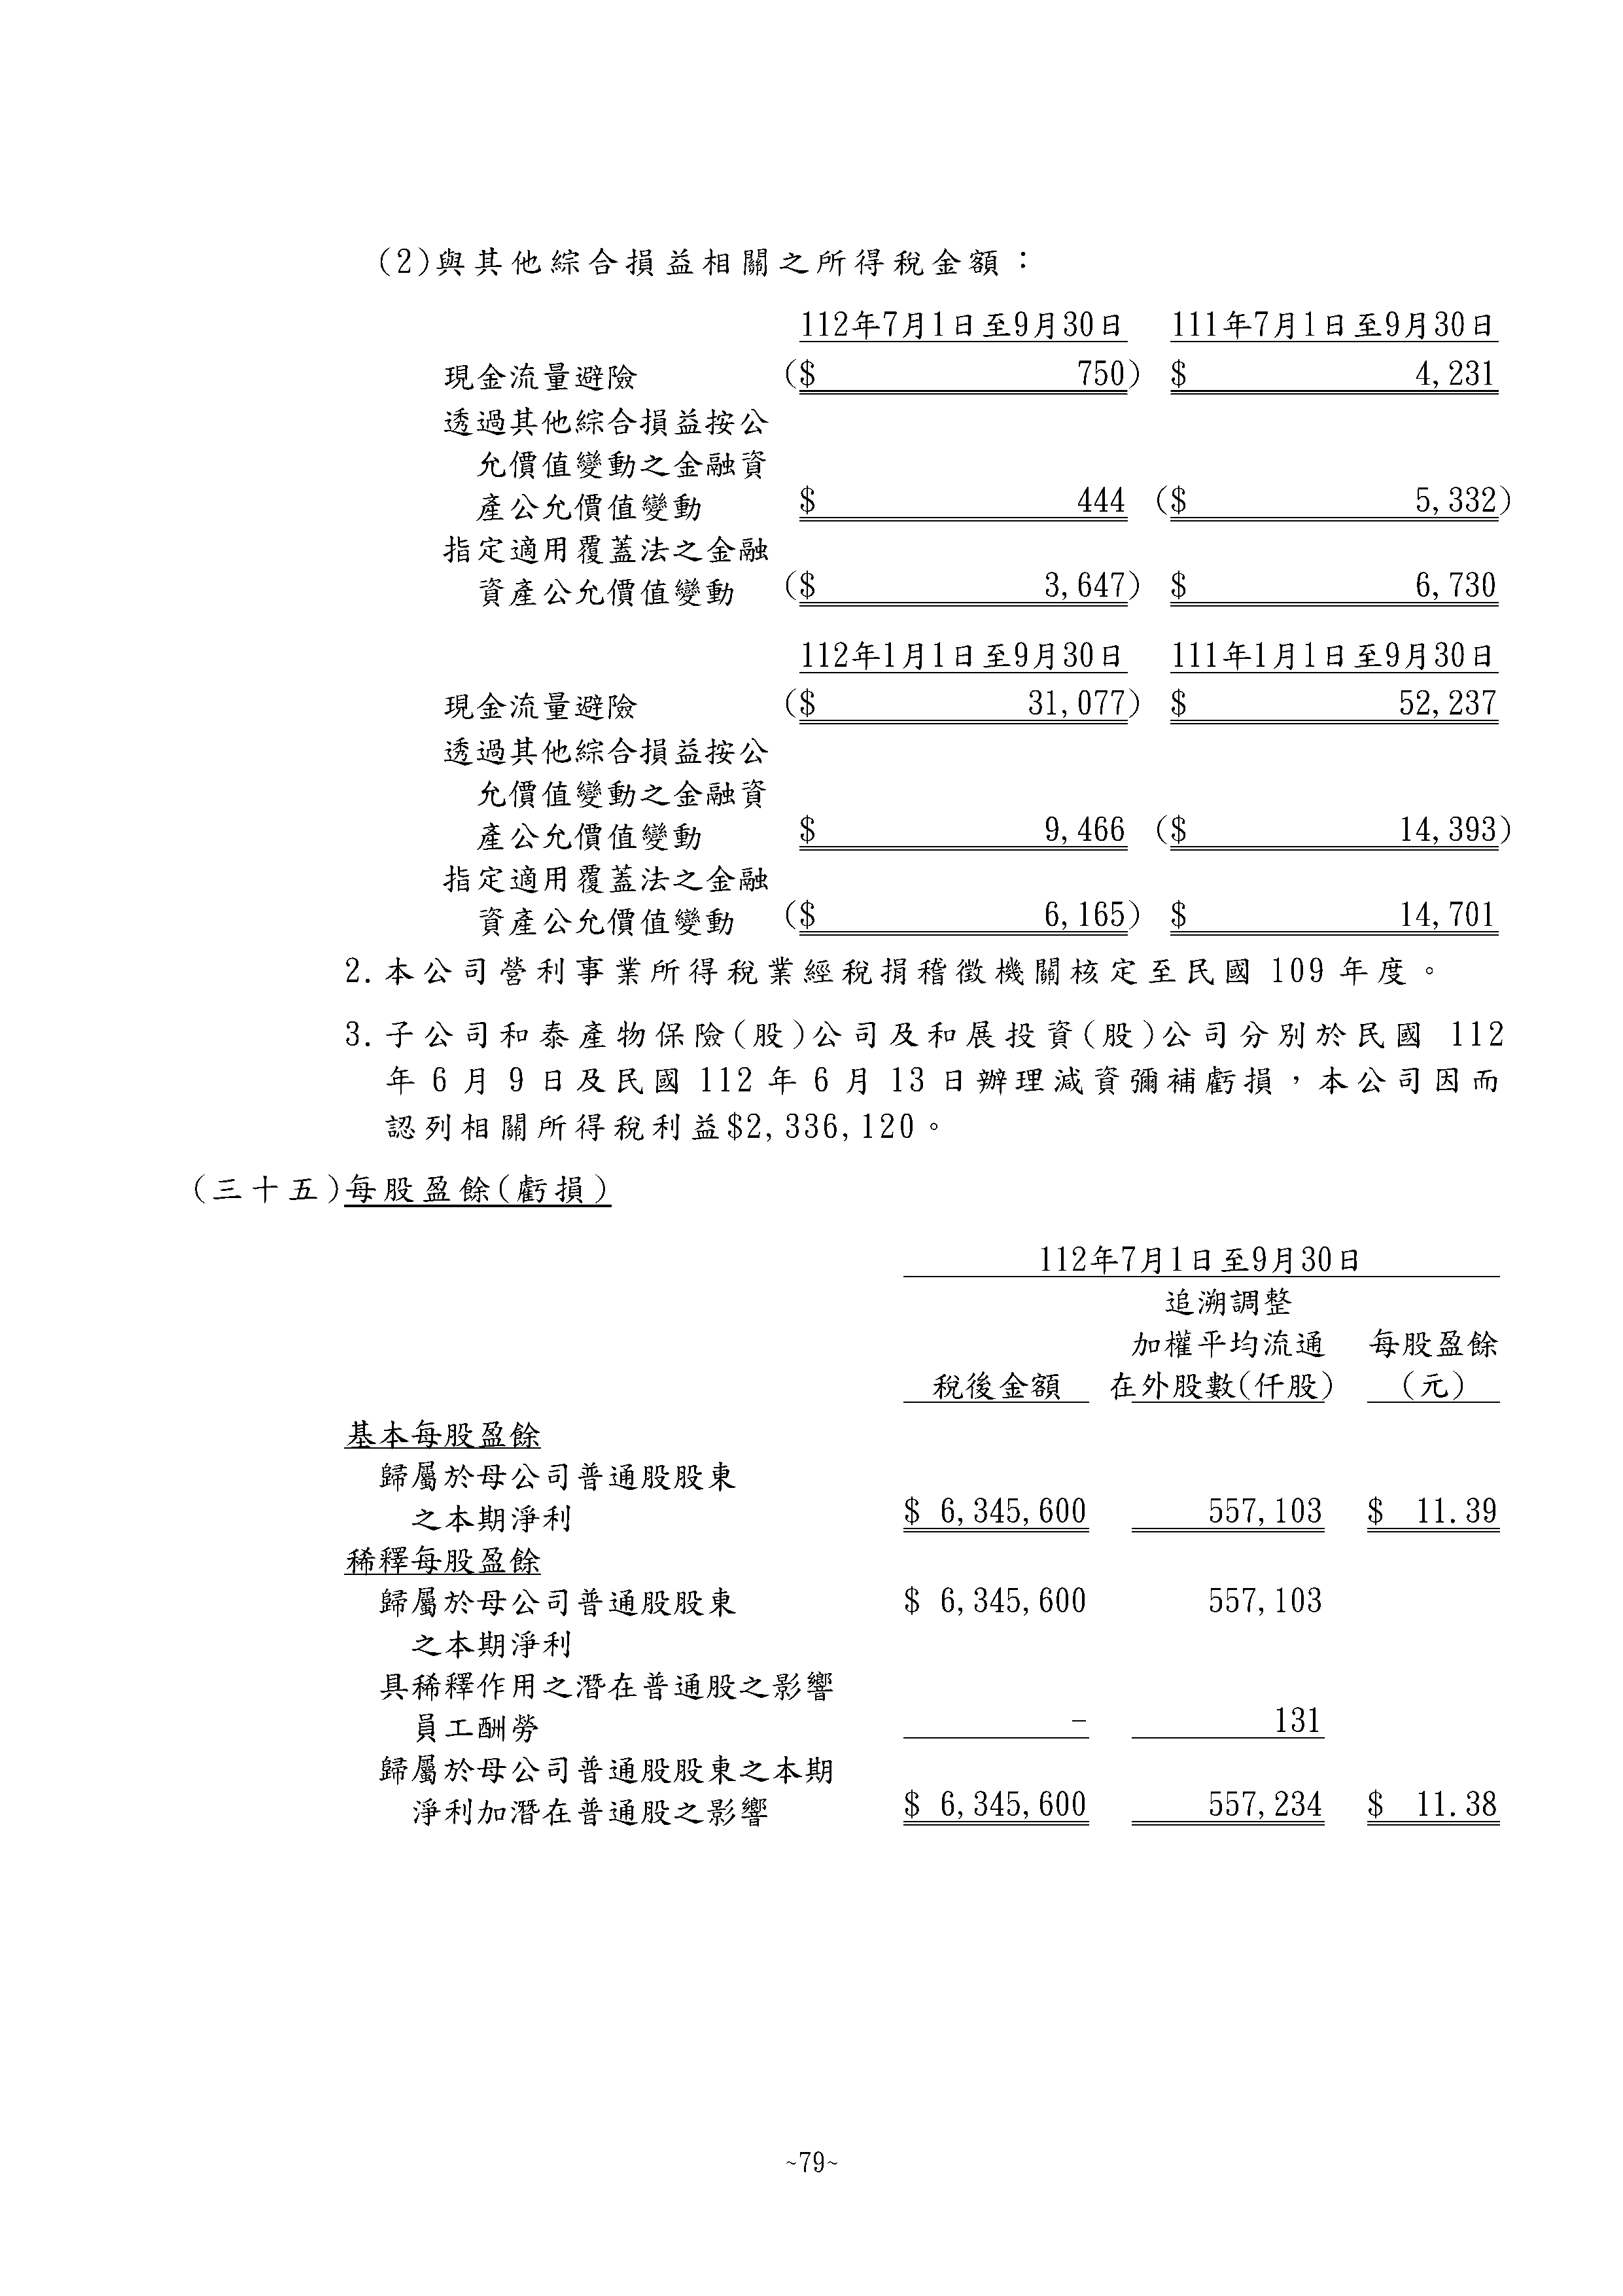 (2)與其他綜合損益相關之所得稅金額：
112年7月1日至9月30日 111年7月1日至9月30日
現金流量避險 ($ 750) $ 4,231
透過其他綜合損益按公
允價值變動之金融資
產公允價值變動 $ 444 ($ 5,332)
指定適用覆蓋法之金融
資產公允價值變動 ($ 3,647) $ 6,730
112年1月1日至9月30日 111年1月1日至9月30日
現金流量避險 ($ 31,077) $ 52,237
透過其他綜合損益按公
允價值變動之金融資
產公允價值變動 $ 9,466 ($ 14,393)
指定適用覆蓋法之金融
資產公允價值變動 ($ 6,165) $ 14,701
2.本公司營利事業所得稅業經稅捐稽徵機關核定至民國 109 年度。
3.子公司和泰產物保險(股)公司及和展投資(股)公司分別於民國 112
年 6 月 9 日及民國 112 年 6 月 13 日辦理減資彌補虧損，本公司因而
認列相關所得稅利益$2,336,120。
(三十五)每股盈餘(虧損)
112年7月1日至9月30日
追溯調整
加權平均流通 每股盈餘
稅後金額 在外股數(仟股) (元)
基本每股盈餘
歸屬於母公司普通股股東
之本期淨利 $ 6,345,600 557,103 $ 11.39
稀釋每股盈餘
歸屬於母公司普通股股東 $ 6,345,600 557,103
之本期淨利
具稀釋作用之潛在普通股之影響
員工酬勞 - 131
歸屬於母公司普通股股東之本期
淨利加潛在普通股之影響 $ 6,345,600 557,234 $ 11.38
~79~